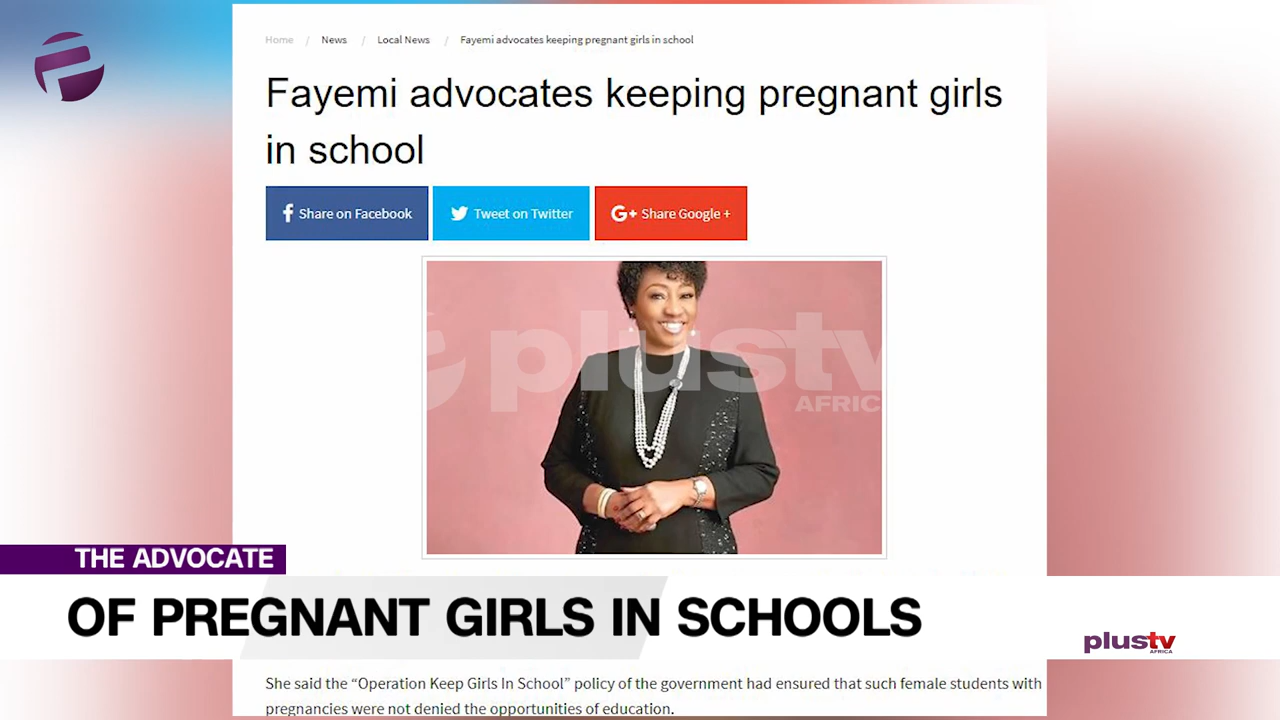 Home / News / Local News / Fayemi advocates keeping pregnant girls in school
Fayemi advocates keeping pregnant girls
in school
f Share on Facebook
Tweet on Twitter
G+ Share Google +
plustv
AFRIC
THE ADVOCATE
OF PREGNANT GIRLS IN SCHOOLS
plustv
AFRICA
She said the “Operation Keep Girls In School” policy of the government had ensured that such female students with
pregnancies were not denied the opportunities of education.